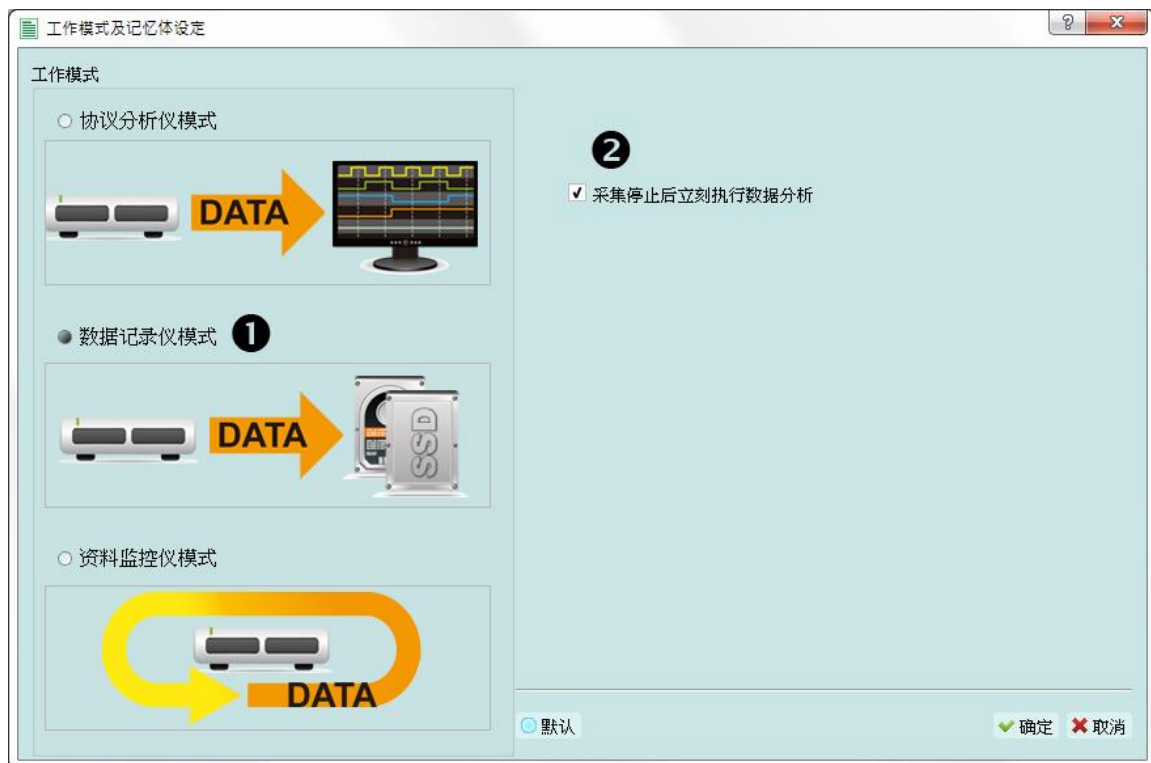 工作模式及记忆体设定
工作模式
协议分析仪模式
DATA
数据记录仪模式 ❶
DATA
SSD
资料监控仪模式
DATA
❷
✔ 采集停止后立刻执行数据分析
默认
确定 取消